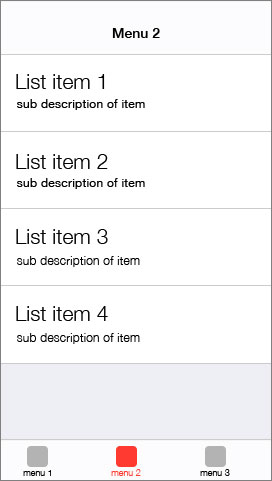 Menu 2
List item 1
sub description of item
List item 2
sub description of item
List item 3
sub description of item
List item 4
sub description of item
menu 1 menu 2 menu 3